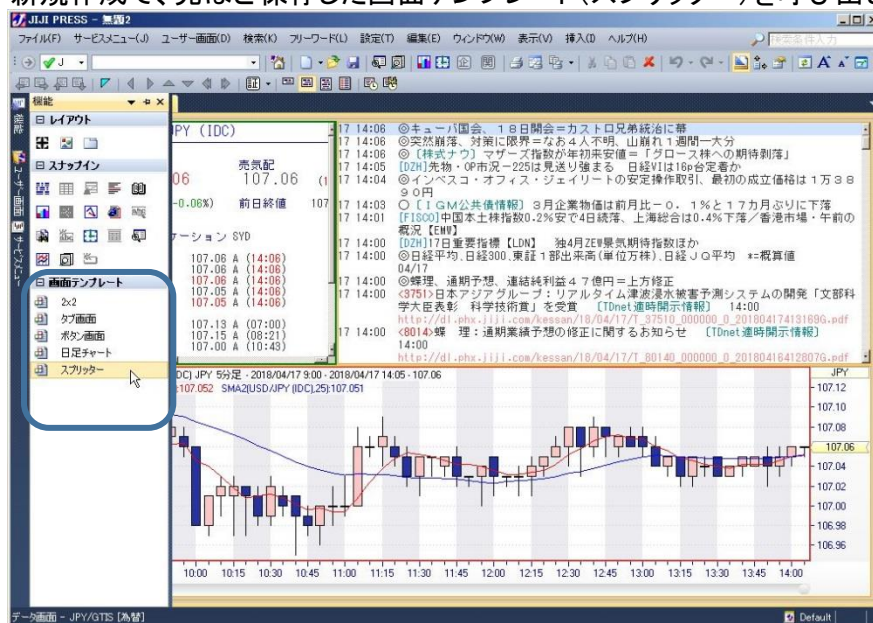 JIJI PRESS - 無題2
ファイル(F) サービスメニュー(J) ユーザー画面(D) 検索(K) フリーワード(L) 設定(T) 編集(E) ウィンドウ(W) 表示(V) 挿入(I) ヘルプ(H)
検索条件入力
J
機能
レイアウト
スナップイン
画面テンプレート
2×2
タブ画面
ボタン画面
日足チャート
スプリッター
機能
ユーザー画面
サービスメニュー
JPY (IDC)
売気配
06 107.06 (1
-0.06%) 前日終値 107
ケーション SYD
107.06 A (14:06)
107.06 A (14:06)
107.06 A (14:06)
107.05 A (14:06)
107.05 A (14:06)
107.13 A (07:00)
107.15 A (08:21)
107.00 A (10:43)
17 14:06 ◎キューバ国会、18日開会=カストロ兄弟統治に幕
17 14:06 ◎突然崩落、対策に限界=なお4人不明、山崩れ1週間―大分
17 14:06 ◎〔株式ナウ〕マザーズ指数が年初来安値=「グロース株への期待剥落」
17 14:05 [DZH]先物・OP市況−225は見送り強まる 日経VIは16p台定着か
17 14:04 ◎インベスコ・オフィス・ジェイリートの安定操作取引、最初の成立価格は1万38
90円
17 14:03 ○〔IGM公共債情報〕3月企業物価は前月比−0.1%と17カ月ぶりに下落
17 14:01 [FISCO]中国本土株指数0.2%安で4日続落、上海総合は0.4%下落/香港市場・午前の
概況【EMW】
17 14:00 [DZH]17日重要指標【LDN】 独4月ZEW景気期待指数ほか
17 14:00 ◎日経平均.日経300.東証1部出来高(単位万株).日経JQ平均 *=概算値
04/17
17 14:00 ◎蝶理、通期予想、連結純利益47億円=上方修正
17 14:00 <3751>日本アジアグループ:リアルタイム津波浸水被害予測システムの開発「文部科
学大臣表彰 科学技術賞」を受賞 〔TDnet適時開示情報〕 14:00
http://dl.phx.jiji.com/kessan/18/04/17/T_37510_000000_0_20180417413169G.pdf
17 14:00 <8014>蝶 理:通期業績予想の修正に関するお知らせ 〔TDnet適時開示情報〕
14:00
http://dl.phx.jiji.com/kessan/18/04/17/T_80140_000000_0_20180416412807G.pdf
IDC) JPY 5分足 - 2018/04/17 9:00 - 2018/04/17 14:05 - 107.06
107.052 SMA2(USD/JPY (IDC),25):107.051
JPY
107.12
107.10
107.08
107.06
107.04
107.02
107.00
106.98
106.96
10:00 10:15 10:30 10:45 11:00 11:15 11:30 11:45 12:00 12:15 12:30 12:45 13:00 13:15 13:30 13:45 14:00
データ画面 - JPY/GTIS [為替]
Default